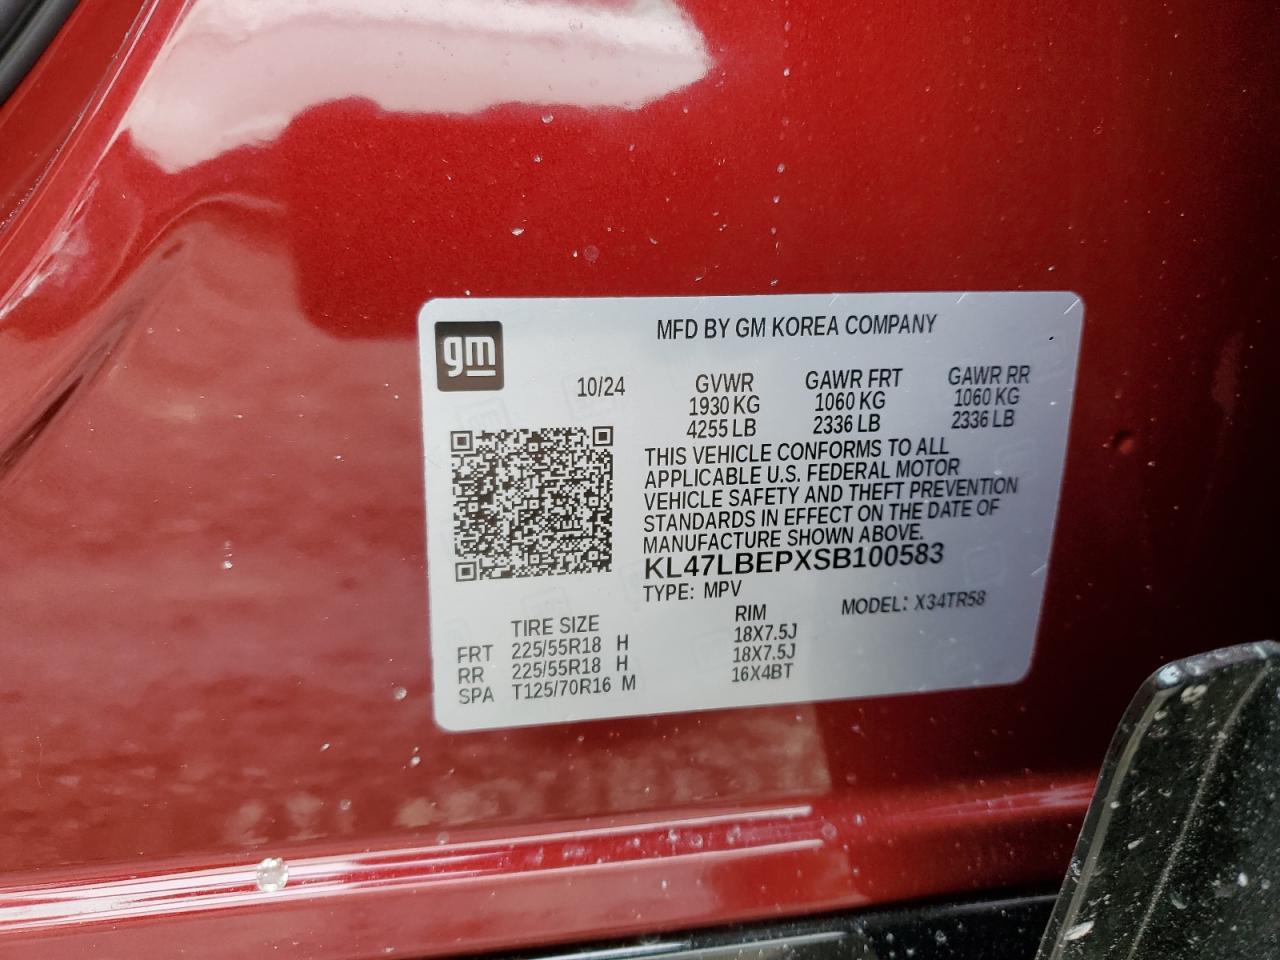 gm
MFD BY GM KOREA COMPANY
10/24
GVWR GAWR FRT GAWR RR
1930 KG 1060 KG 1060 KG
4255 LB 2336 LB 2336 LB
THIS VEHICLE CONFORMS TO ALL
APPLICABLE U.S. FEDERAL MOTOR
VEHICLE SAFETY AND THEFT PREVENTION
STANDARDS IN EFFECT ON THE DATE OF
MANUFACTURE SHOWN ABOVE.
KL47LBEPXSB100583
TYPE: MPV MODEL: X34TR58
TIRE SIZE RIM
FRT 225/55R18 H 18X7.5J
RR 225/55R18 H 18X7.5J
SPA T125/70R16 M 16X4BT